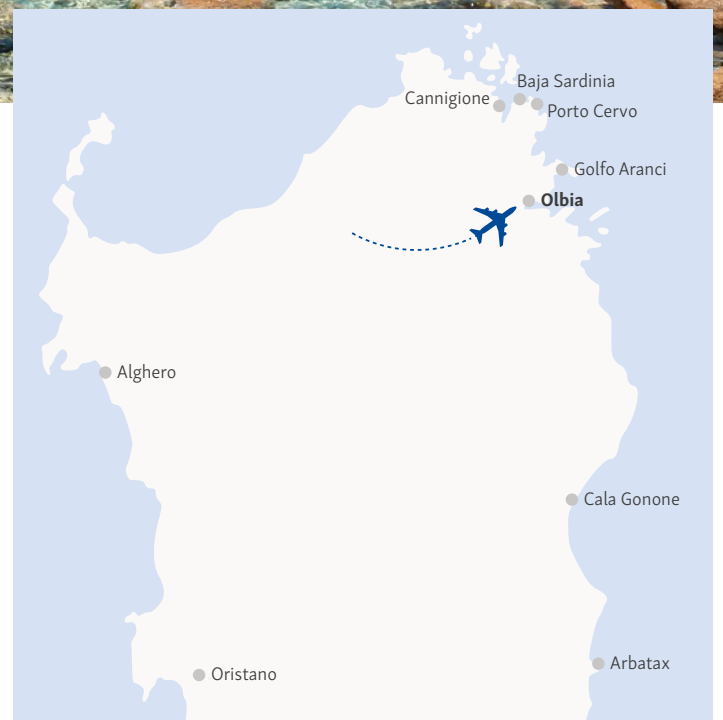 Baja Sardinia
Cannigione
Porto Cervo
Golfo Aranci
Olbia
Alghero
Cala Gonone
Arbatax
Oristano